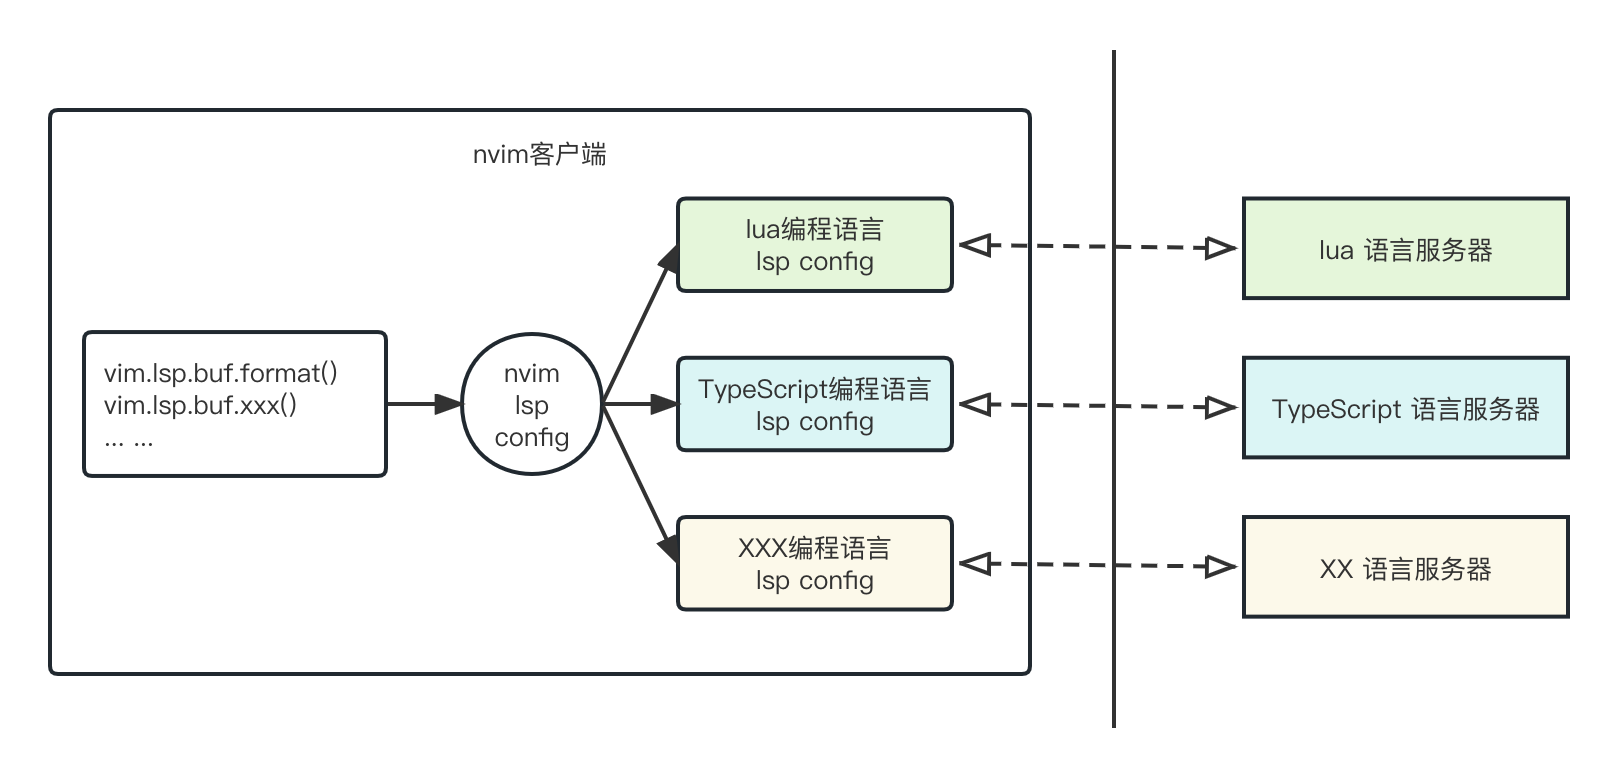 nvim客户端
vim.lsp.buf.format()
vim.lsp.buf.xxx()
... ...
nvim
lsp
config
lua编程语言
lsp config
TypeScript编程语言
lsp config
XXX编程语言
lsp config
lua 语言服务器
TypeScript 语言服务器
XX 语言服务器